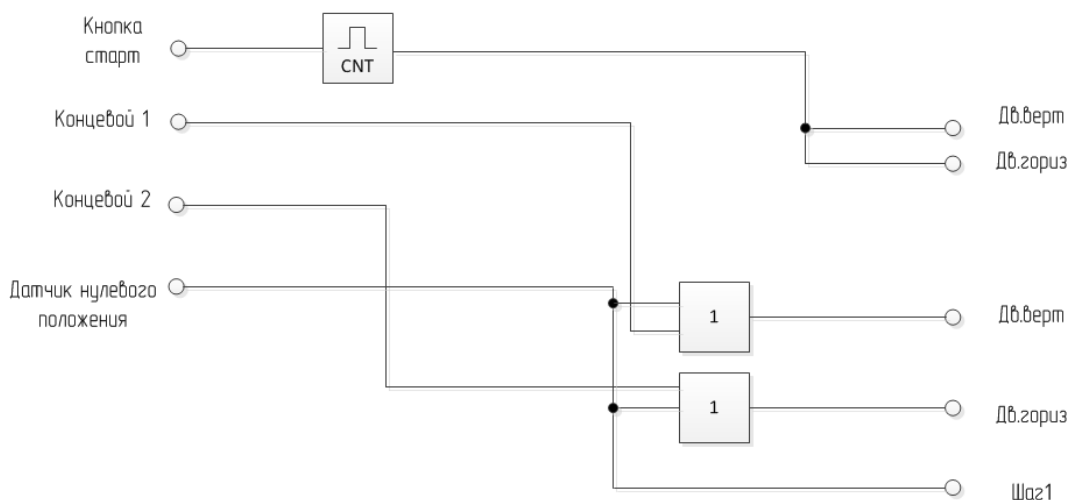 Кнопка
старт
CNT
Концевой 1
Дв.верт
Дв.гориз
Концевой 2
Датчик нулевого
положения
1
Дв.верт
1
Дв.гориз
Шаг1